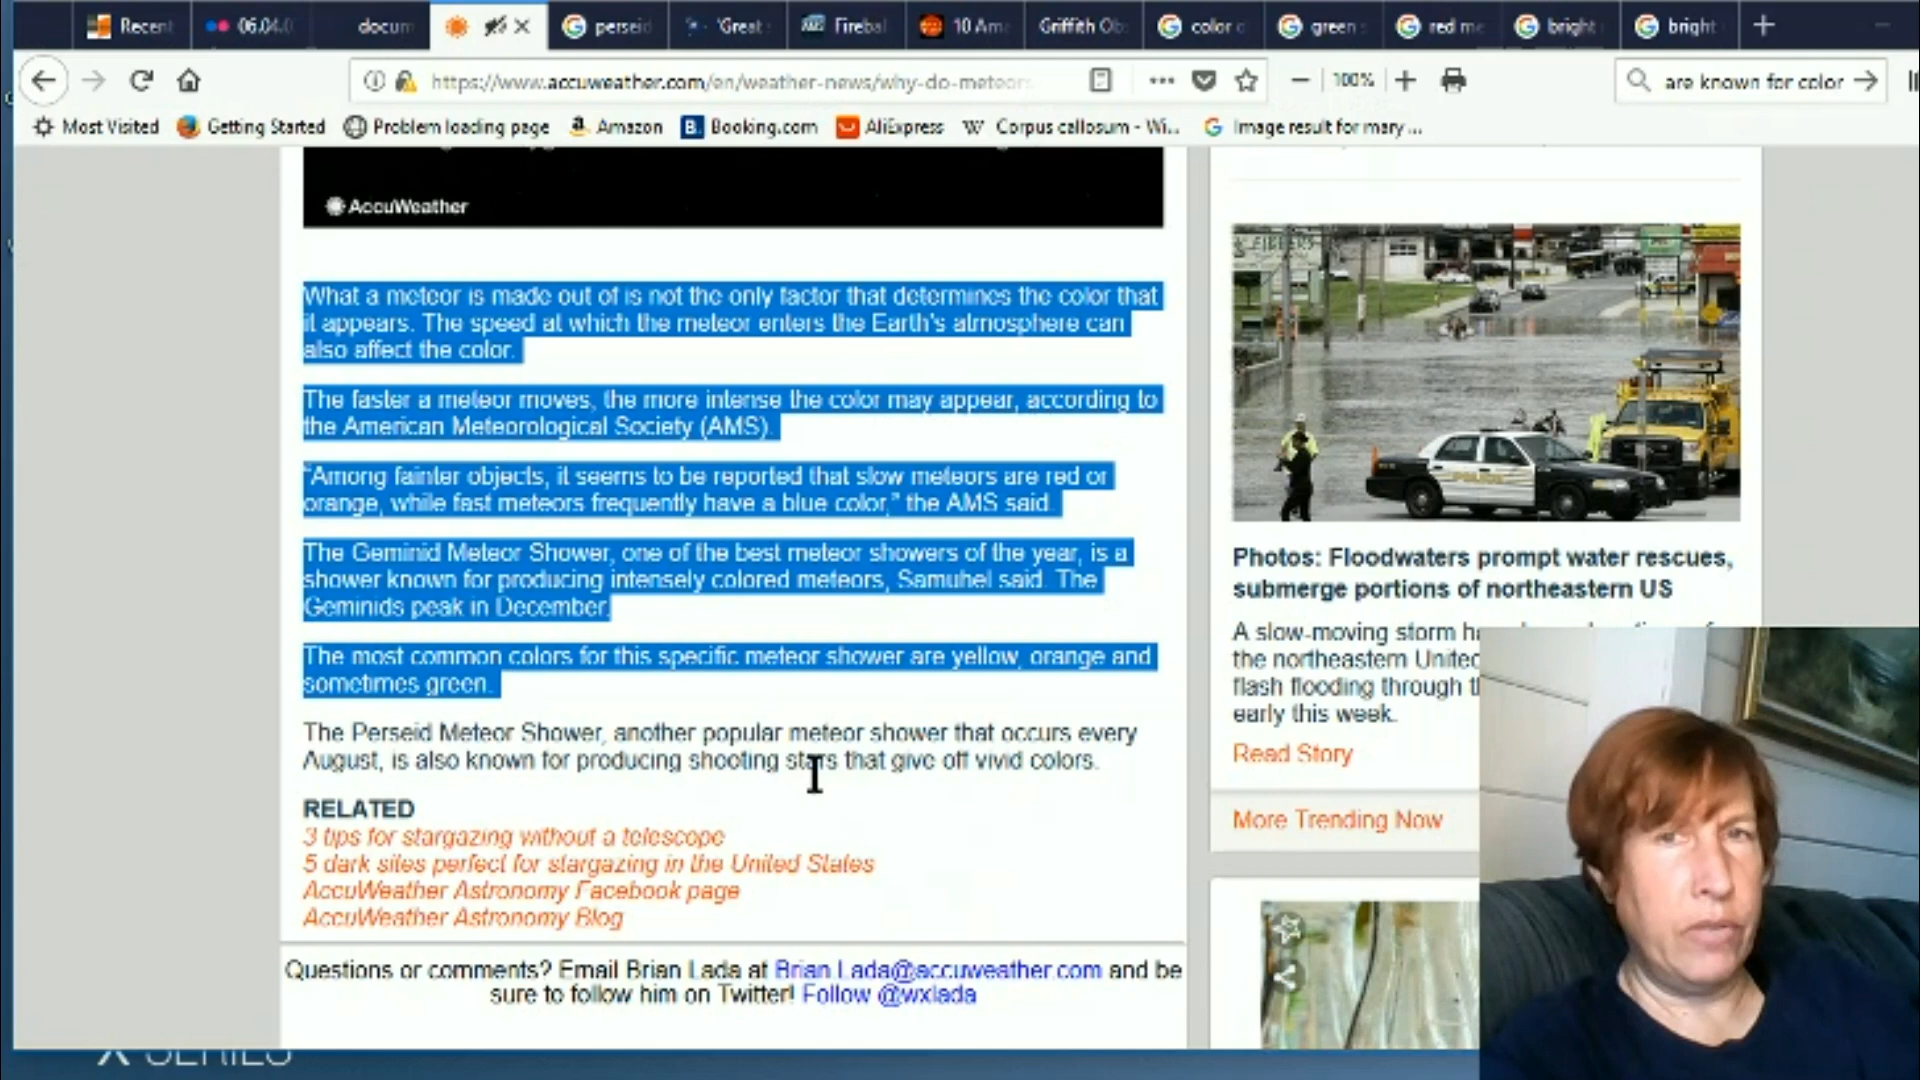 Recent
06.04.0
docum
perseid
'Great
Firebal
10 Ama
Griffith Ob
color o
green s
red me
bright
bright
https://www.accuweather.com/en/weather-news/why-do-meteors
100%
are known for color
Most Visited
Getting Started
Problem loading page
Amazon
Booking.com
AliExpress
Corpus callosum - Wi...
Image result for mary ...
AccuWeather
What a meteor is made out of is not the only factor that determines the color that
it appears. The speed at which the meteor enters the Earth's atmosphere can
also affect the color.
The faster a meteor moves, the more intense the color may appear, according to
the American Meteorological Society (AMS).
"Among fainter objects, it seems to be reported that slow meteors are red or
orange, while fast meteors frequently have a blue color," the AMS said.
The Geminid Meteor Shower, one of the best meteor showers of the year, is a
shower known for producing intensely colored meteors, Samuhel said. The
Geminids peak in December.
The most common colors for this specific meteor shower are yellow, orange and
sometimes green.
The Perseid Meteor Shower, another popular meteor shower that occurs every
August, is also known for producing shooting stars that give off vivid colors.
RELATED
3 tips for stargazing without a telescope
5 dark sites perfect for stargazing in the United States
AccuWeather Astronomy Facebook page
AccuWeather Astronomy Blog
Questions or comments? Email Brian Lada at Brian.Lada@accuweather.com and be
sure to follow him on Twitter! Follow @wxlada
Photos: Floodwaters prompt water rescues,
submerge portions of northeastern US
A slow-moving storm
the northeastern United
flash flooding through
early this week.
Read Story
More Trending Now
POLICE
SERIES